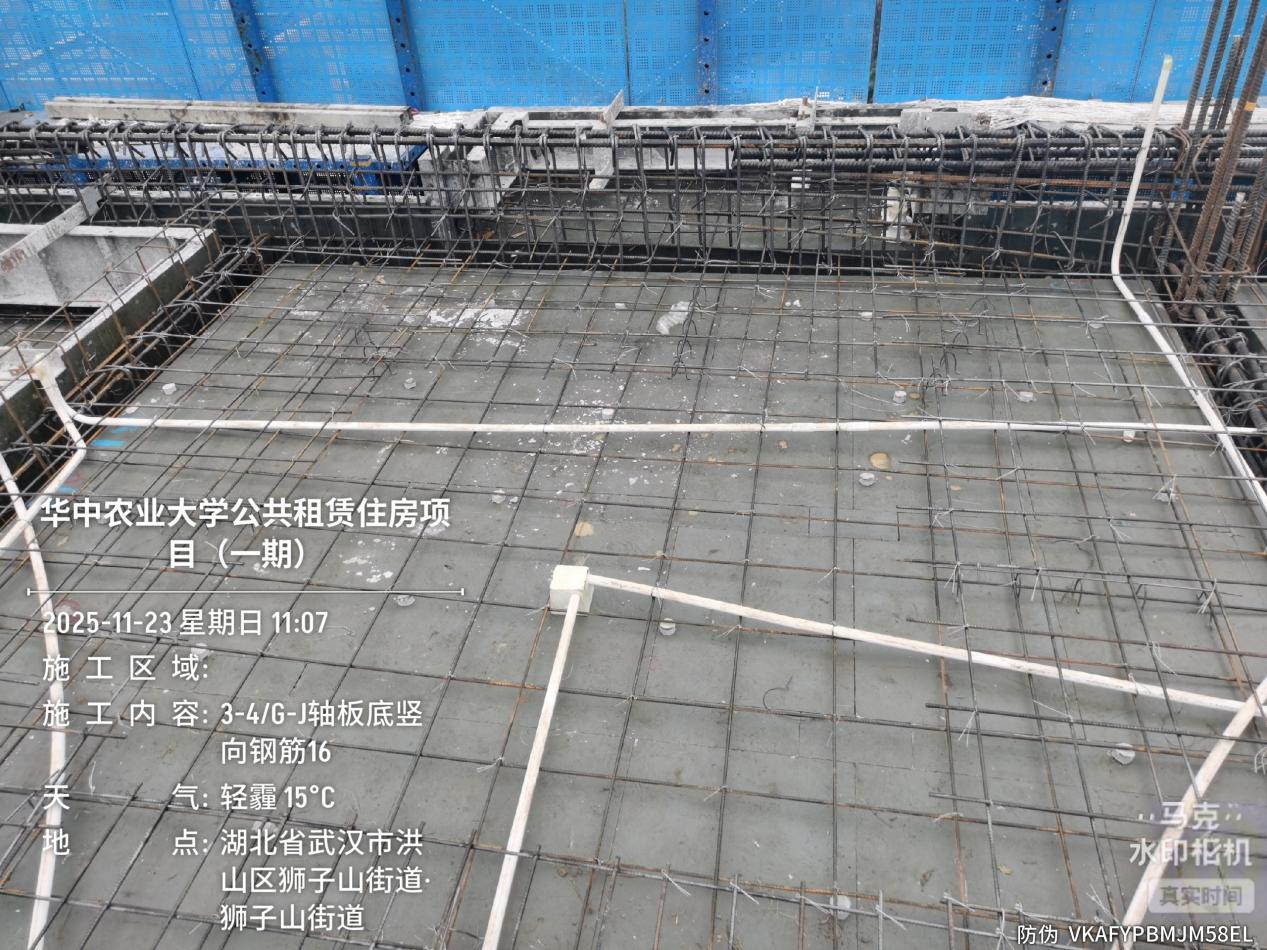 华中农业大学公共租赁住房项
目（一期）
2025-11-23 星期日 11:07
施工区域:
施工内容: 3-4/G-J轴板底竖
向钢筋16
天气: 轻霾 15°C
地点: 湖北省武汉市洪
山区狮子山街道·
狮子山街道
马克
水印相机
真实时间
防伪 VKAFYPBMJM58EL